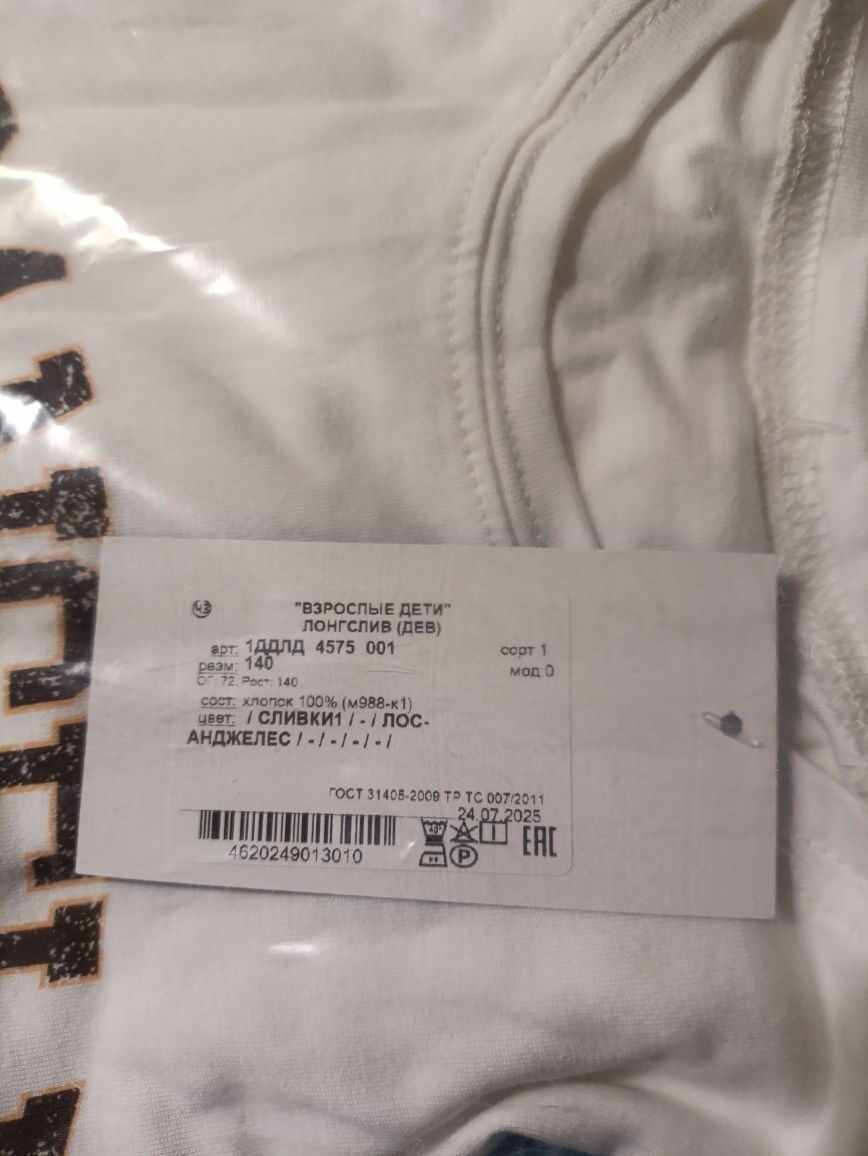 ЧЗ
"ВЗРОСЛЫЕ ДЕТИ"
ЛОНГСЛИВ (ДЕВ)
арт: 1ДДЛД 4575 001
сорт 1
разм: 140
мод:0
ОГ: 72, Рост: 140
сост: хлопок 100% (м988-к1)
цвет: / СЛИВКИ1 / - / ЛОС-
АНДЖЕЛЕС / - / - / - / - /
ГОСТ 31405-2009 ТР ТС 007/2011
24.07.2025
4620249013010
P
EAC